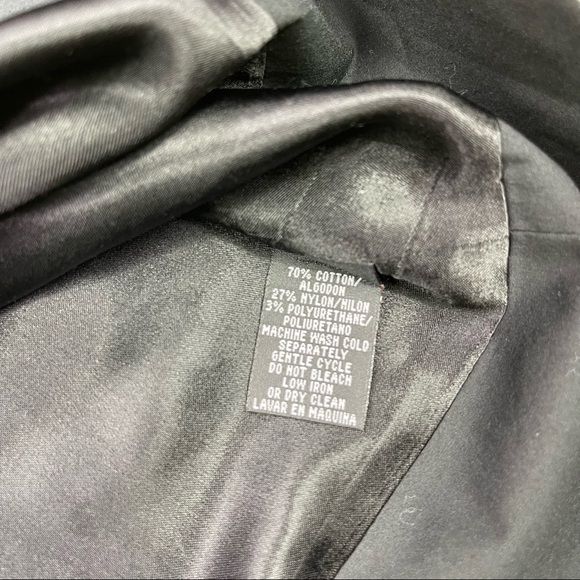 70% COTTON/
ALGODON
27% NYLON/NILON
3% POLYURETHANE/
POLIURETANO
MACHINE WASH COLD
SEPARATELY
GENTLE CYCLE
DO NOT BLEACH
LOW IRON
OR DRY CLEAN
LAVAR EN MAQUINA